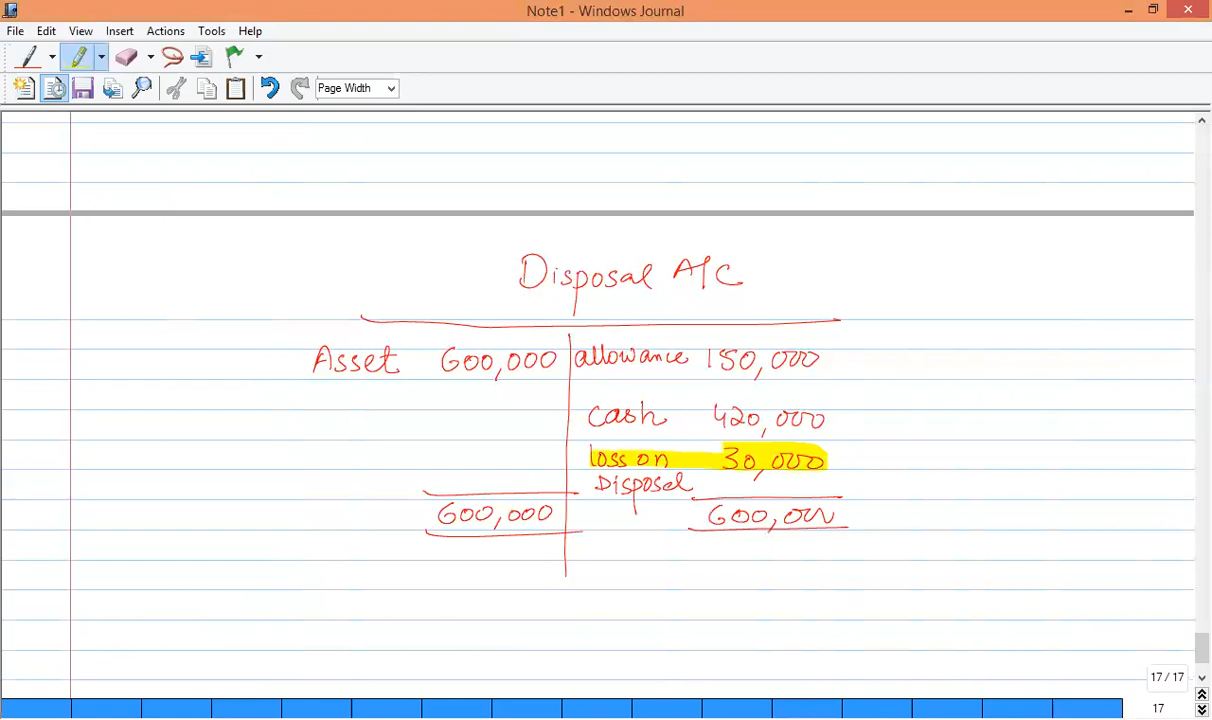 Note1 - Windows Journal
File Edit View Insert Actions Tools Help
Page Width
Disposal A/C
Asset 600,000 allowance 150,000
cash 420,000
loss on 30,000
Disposal
600,000 600,000
17 / 17
17